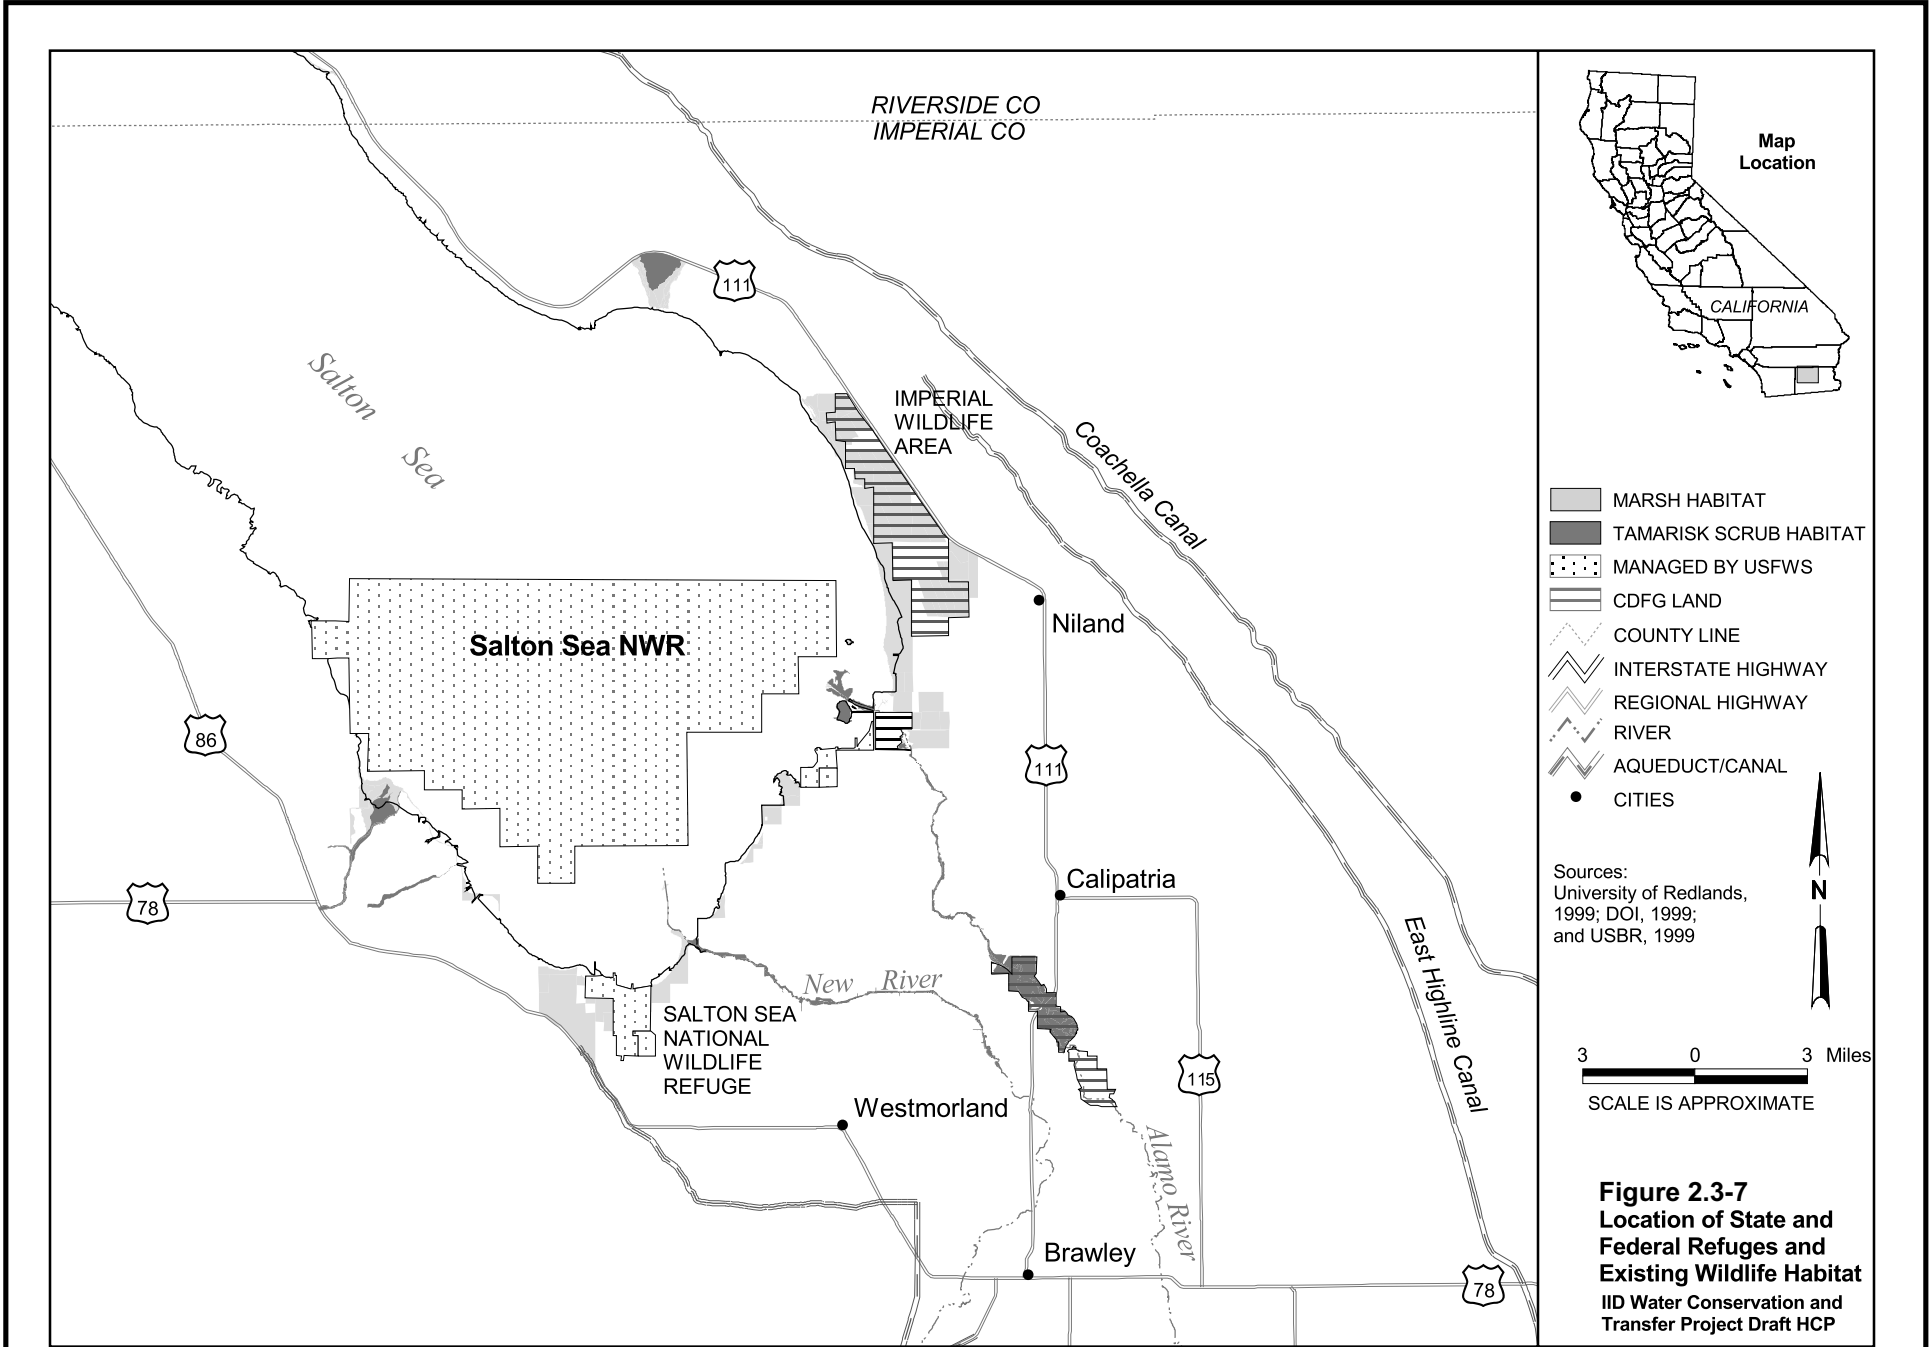 RIVERSIDE CO
IMPERIAL CO
111
Salton
Sea
IMPERIAL
WILDLIFE
AREA
Coachella Canal
Niland
Salton Sea NWR
86
111
78
Calipatria
East Highline Canal
New River
SALTON SEA
NATIONAL
WILDLIFE
REFUGE
115
Westmorland
Alamo River
Brawley
78
Map
Location
CALIFORNIA
MARSH HABITAT
TAMARISK SCRUB HABITAT
MANAGED BY USFWS
CDFG LAND
COUNTY LINE
INTERSTATE HIGHWAY
REGIONAL HIGHWAY
RIVER
AQUEDUCT/CANAL
CITIES
Sources:
University of Redlands,
1999; DOI, 1999;
and USBR, 1999
N
3 0 3 Miles
SCALE IS APPROXIMATE
Figure 2.3-7
Location of State and
Federal Refuges and
Existing Wildlife Habitat
IID Water Conservation and
Transfer Project Draft HCP